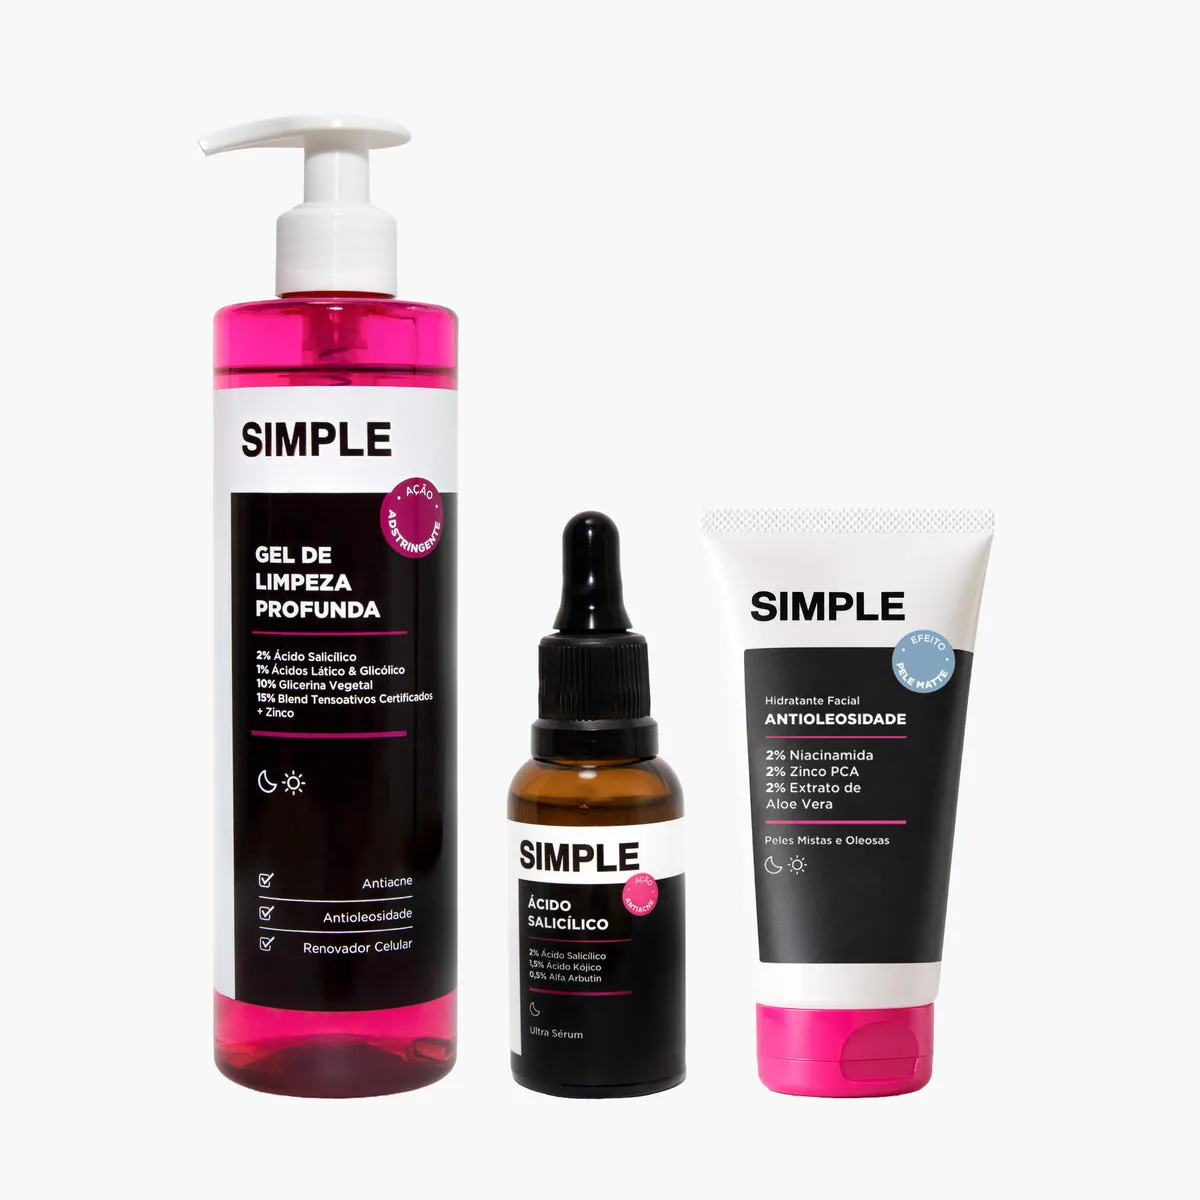 SIMPLE
AÇÃO
ADSTRINGENTE
GEL DE
LIMPEZA
PROFUNDA
2% Ácido Salicílico
1% Ácidos Lático & Glicólico
10% Glicerina Vegetal
15% Blend Tensoativos Certificados
+ Zinco
Antiacne
Antioleosidade
Renovador Celular
SIMPLE
AÇÃO
ANTIACNE
ÁCIDO
SALICÍLICO
2% Ácido Salicílico
1,5% Ácido Kójico
0,5% Alfa Arbutin
Ultra Sérum
SIMPLE
EFEITO
PELE MATTE
Hidratante Facial
ANTIOLEOSIDADE
2% Niacinamida
2% Zinco PCA
2% Extrato de
Aloe Vera
Peles Mistas e Oleosas